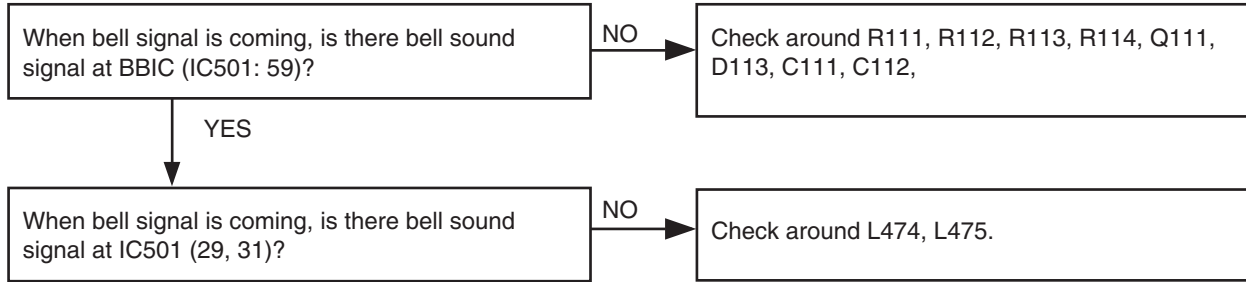 When bell signal is coming, is there bell sound
signal at BBIC (IC501: 59)?
NO
Check around R111, R112, R113, R114, Q111,
D113, C111, C112,
YES
When bell signal is coming, is there bell sound
signal at IC501 (29, 31)?
NO
Check around L474, L475.